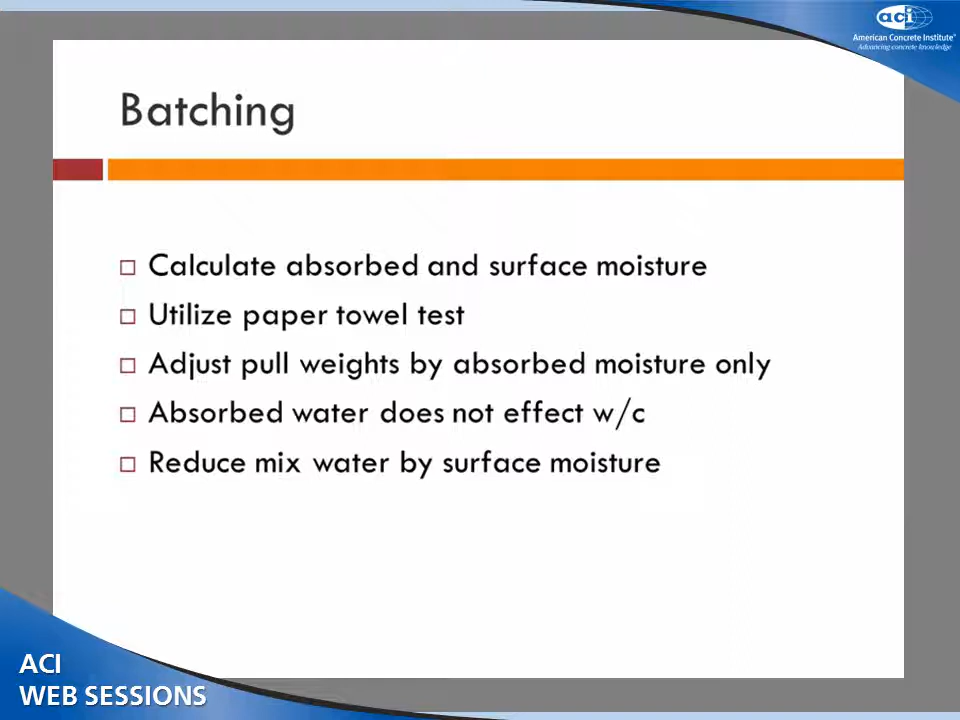 aci
American Concrete Institute®
Advancing concrete knowledge
Batching
Calculate absorbed and surface moisture
Utilize paper towel test
Adjust pull weights by absorbed moisture only
Absorbed water does not effect w/c
Reduce mix water by surface moisture
ACI
WEB SESSIONS